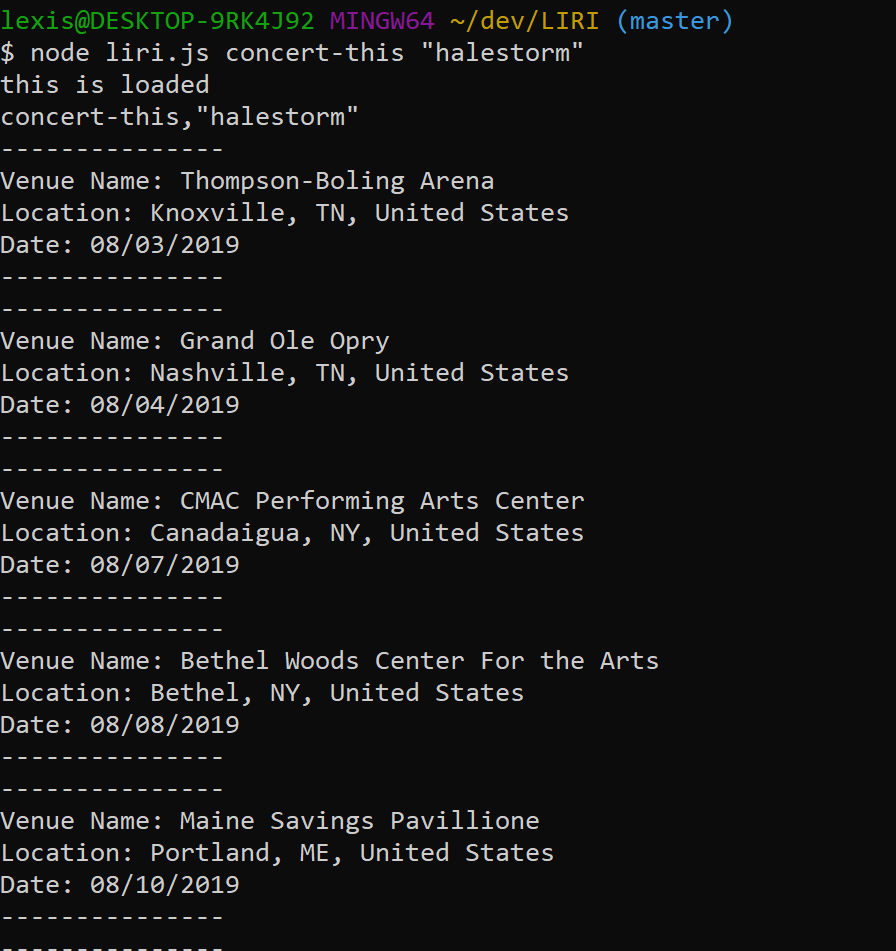 lexis@DESKTOP-9RK4J92 MINGW64 ~/dev/LIRI (master)
$ node liri.js concert-this "halestorm"
this is loaded
concert-this,"halestorm"
---------------
Venue Name: Thompson-Boling Arena
Location: Knoxville, TN, United States
Date: 08/03/2019
---------------
---------------
Venue Name: Grand Ole Opry
Location: Nashville, TN, United States
Date: 08/04/2019
---------------
---------------
Venue Name: CMAC Performing Arts Center
Location: Canadaigua, NY, United States
Date: 08/07/2019
---------------
---------------
Venue Name: Bethel Woods Center For the Arts
Location: Bethel, NY, United States
Date: 08/08/2019
---------------
---------------
Venue Name: Maine Savings Pavillione
Location: Portland, ME, United States
Date: 08/10/2019
---------------
---------------